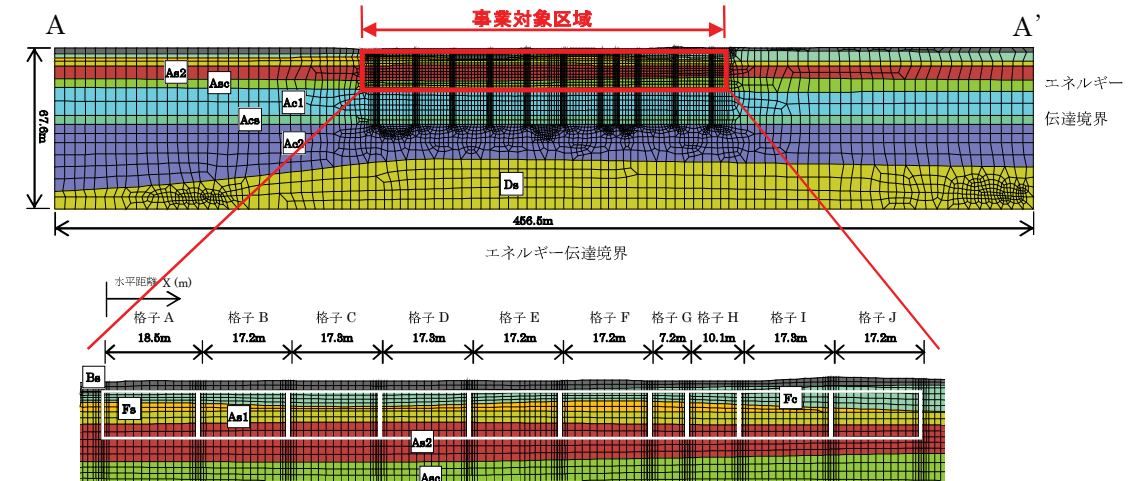 事業対象区域
A
A’
As2
Asc
Ac1
Acs
Ac2
Ds
67.6m
エネルギー
伝達境界
456.5m
エネルギー伝達境界
水平距離 X (m)
格子 A
格子 B
格子 C
格子 D
格子 E
格子 F
格子 G
格子 H
格子 I
格子 J
18.5m
17.2m
17.3m
17.3m
17.2m
17.2m
7.2m
10.1m
17.3m
17.2m
Bs
Fs
As1
Fc
As2
Asc